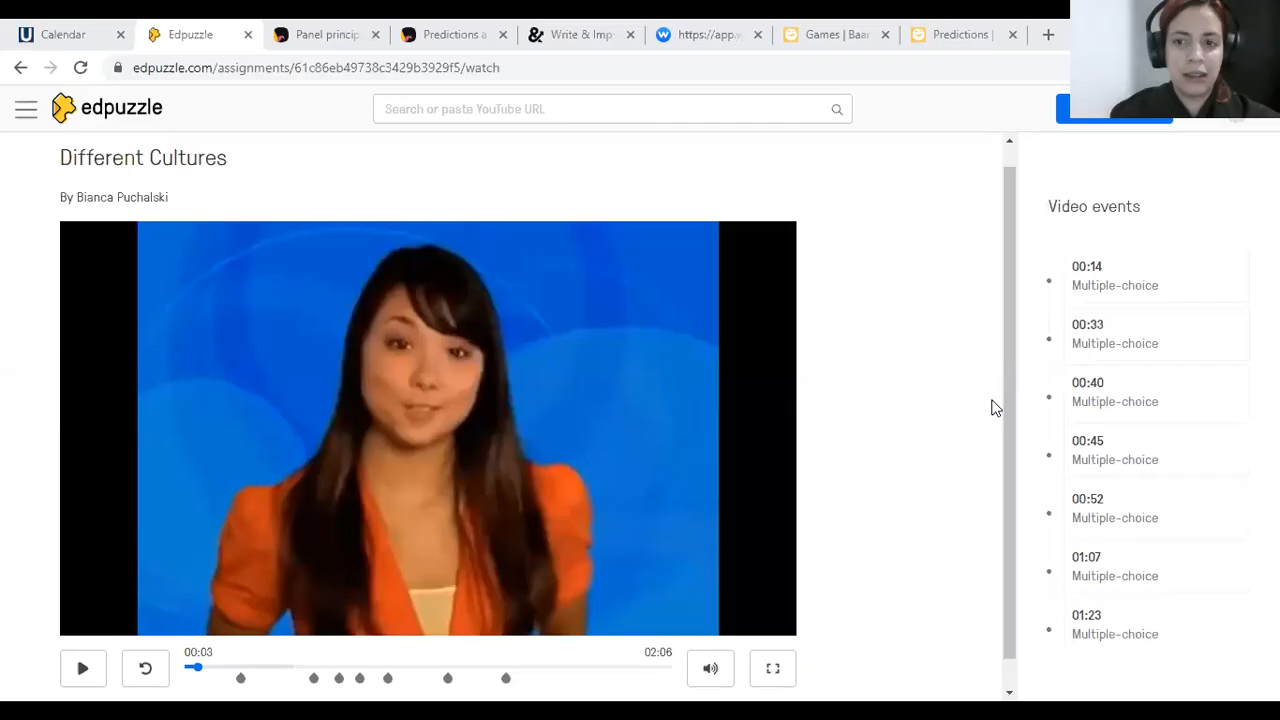 Calendar
Edpuzzle
Panel princip
Predictions a
Write & Imp
https://app.w
Games | Baar
Predictions |
edpuzzle.com/assignments/61c86eb49738c3429b3929f5/watch
edpuzzle
Search or paste YouTube URL
Different Cultures
By Bianca Puchalski
Video events
00:14
Multiple-choice
00:33
Multiple-choice
00:40
Multiple-choice
00:45
Multiple-choice
00:52
Multiple-choice
01:07
Multiple-choice
01:23
Multiple-choice
00:03
02:06